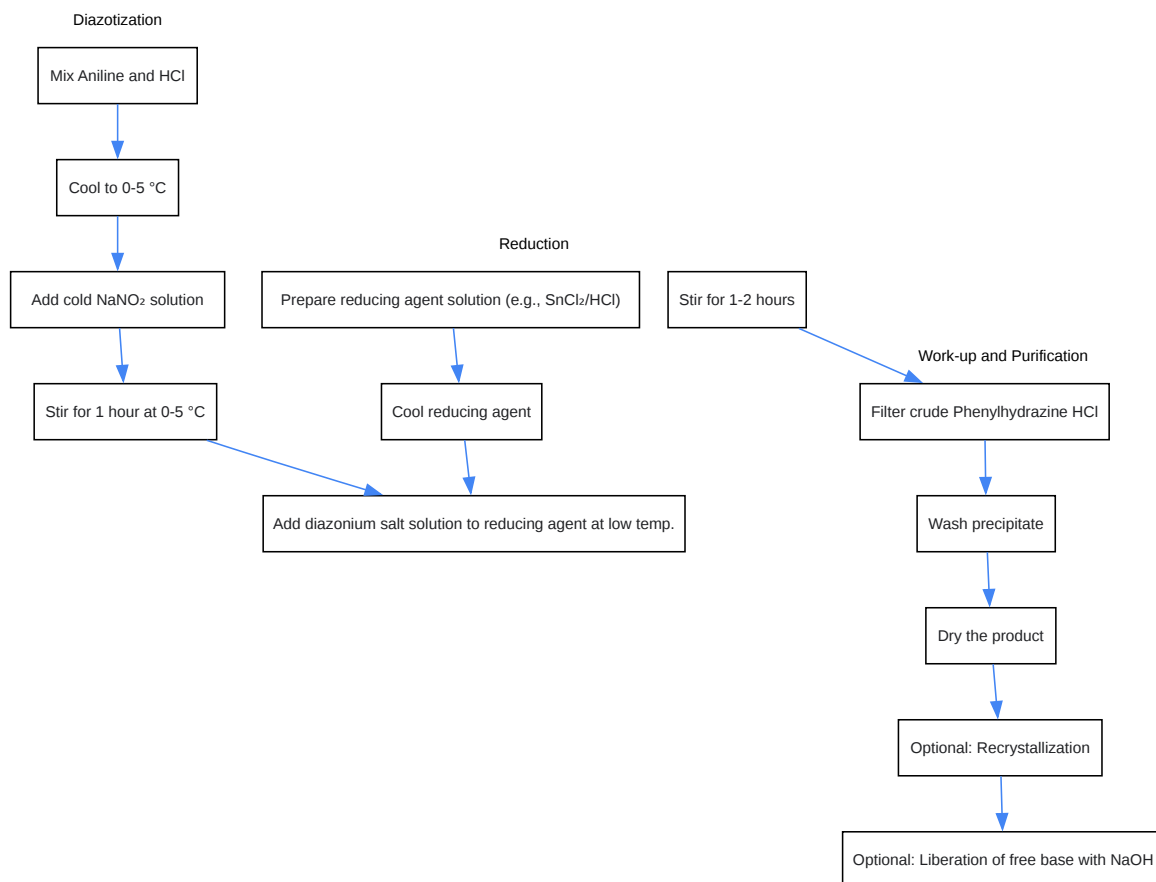 Diazotization
Mix Aniline and HCl
Cool to 0-5 °C
Add cold NaNO₂ solution
Stir for 1 hour at 0-5 °C
Reduction
Prepare reducing agent solution (e.g., SnCl₂/HCl)
Cool reducing agent
Add diazonium salt solution to reducing agent at low temp.
Stir for 1-2 hours
Work-up and Purification
Filter crude Phenylhydrazine HCl
Wash precipitate
Dry the product
Optional: Recrystallization
Optional: Liberation of free base with NaOH